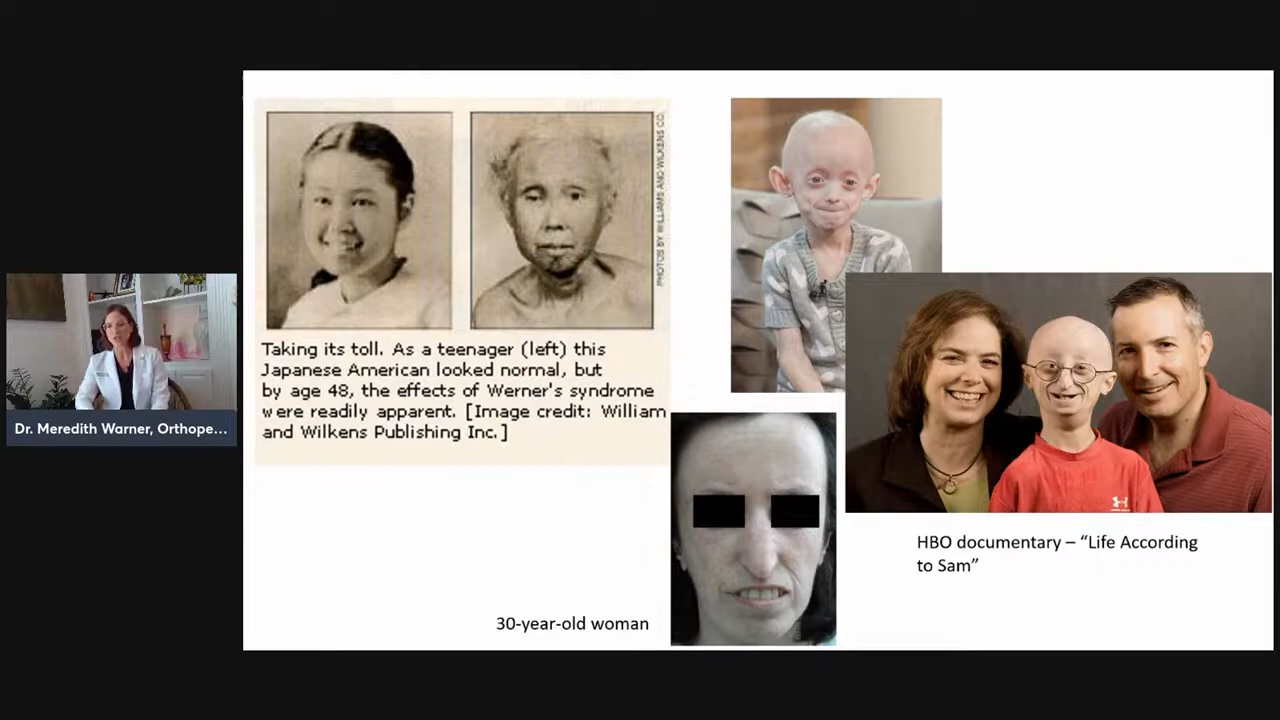 PHOTOS BY WILLIAMS AND WILKENS CO.
Taking its toll. As a teenager (left) this
Japanese American looked normal, but
by age 48, the effects of Werner's syndrome
were readily apparent. [Image credit: William
and Wilkens Publishing Inc.]
Dr. Meredith Warner, Orthope...
HBO documentary – “Life According
to Sam”
30-year-old woman